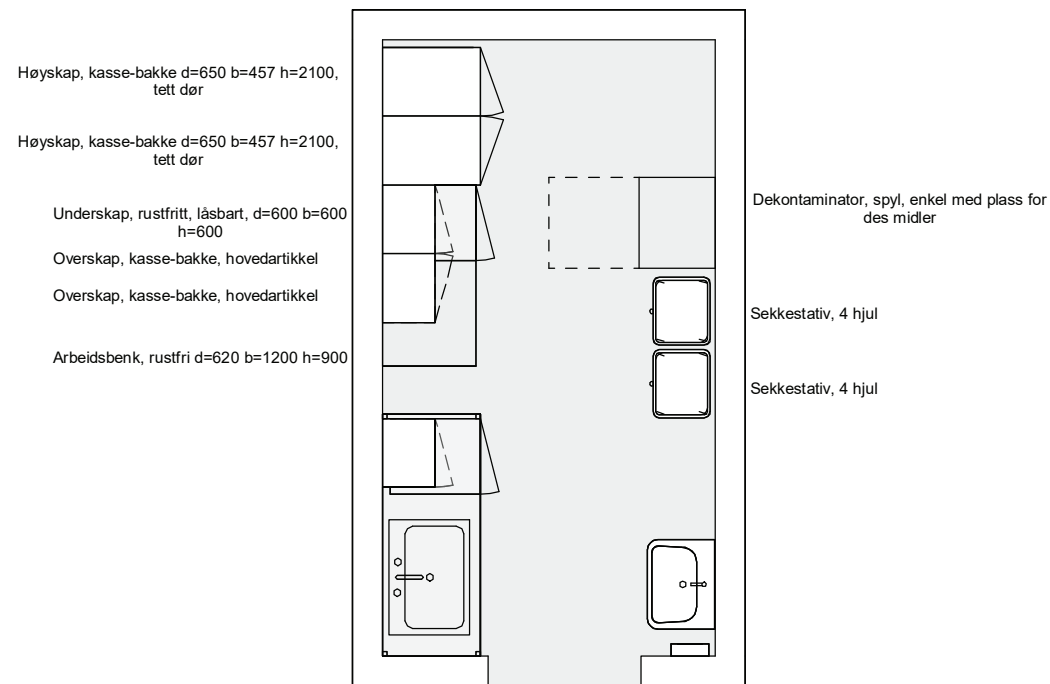 Høyskap, kasse-bakke d=650 b=457 h=2100,
tett dør
Høyskap, kasse-bakke d=650 b=457 h=2100,
tett dør
Underskap, rustfritt, låsbart, d=600 b=600
h=600
Overskap, kasse-bakke, hovedartikkel
Overskap, kasse-bakke, hovedartikkel
Arbeidsbenk, rustfri d=620 b=1200 h=900
Dekontaminator, spyl, enkel med plass for
des midler
Sekkestativ, 4 hjul
Sekkestativ, 4 hjul